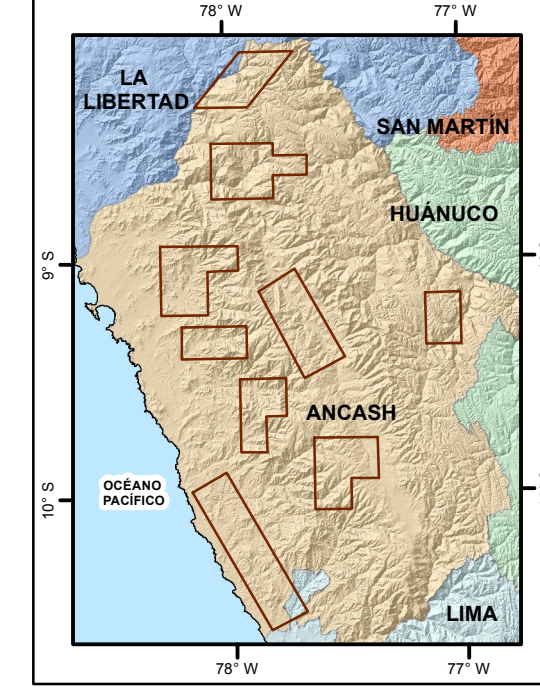 78° W
77° W
LA
LIBERTAD
SAN MARTÍN
HUÁNUCO
9° S
ANCASH
OCÉANO
PACÍFICO
10° S
LIMA
78° W
77° W